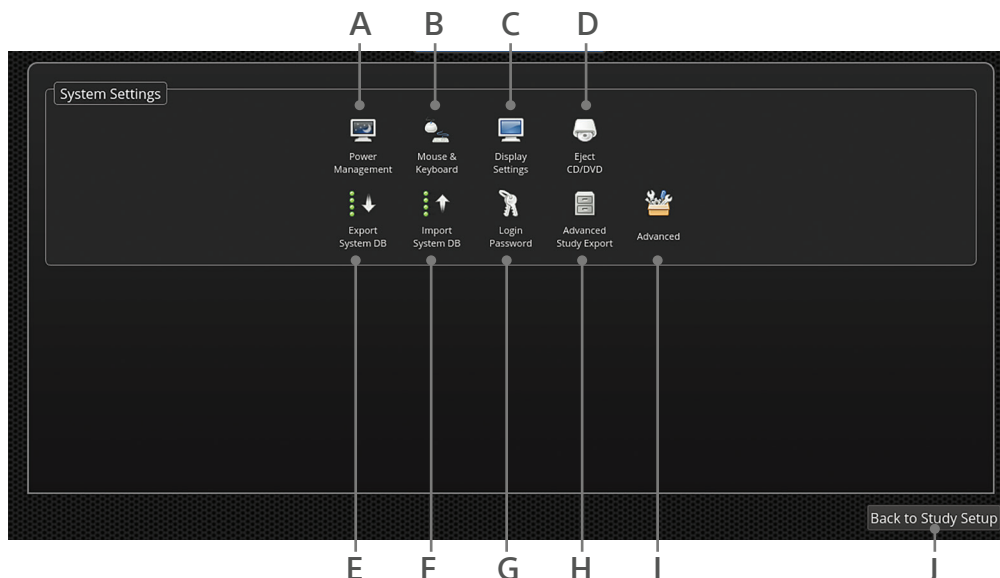 A B C D
System Settings
Power Mouse & Display Eject
Management Keyboard Settings CD/DVD
Export Import Login Advanced Advanced
System DB System DB Password Study Export
Back to Study Setup
E F G H I